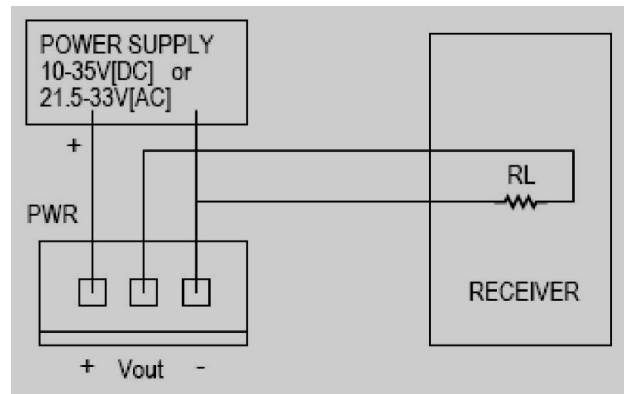 POWER SUPPLY
10-35V[DC] or
21.5-33V[AC]
+
PWR
RL
RECEIVER
+ Vout -